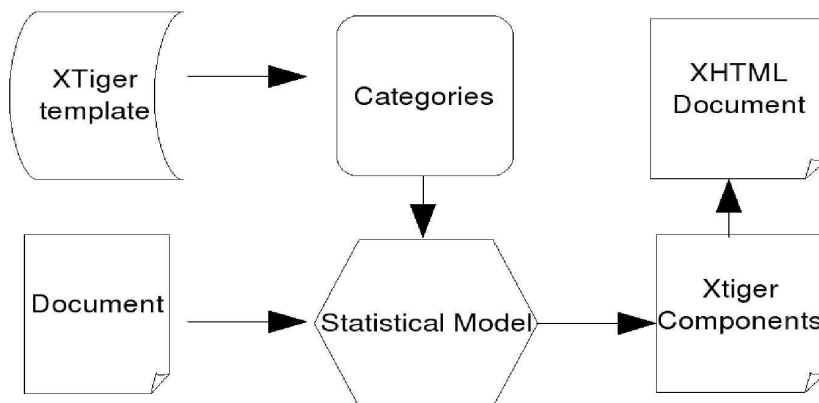 XTiger
template
Categories
XHTML
Document
Document
Statistical Model
Xtiger
Components